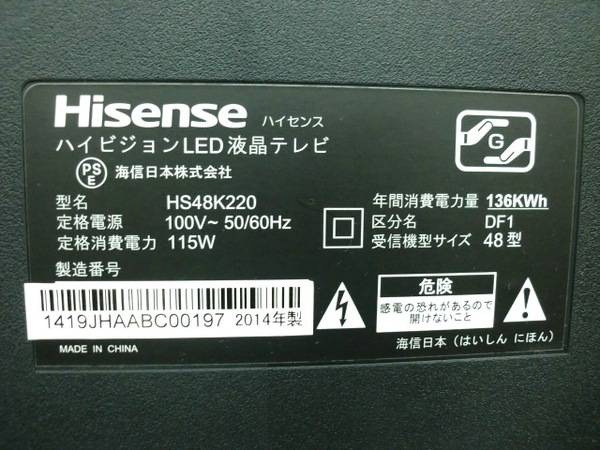 Hisense ハイセンス
ハイビジョンLED液晶テレビ
PS
E
海信日本株式会社
G
型名 HS48K220
定格電源 100V~ 50/60Hz
定格消費電力 115W
年間消費電力量 136KWh
区分名 DF1
受信機型サイズ 48型
製造番号
1419JHAABC00197 2014年製
危険
感電の恐れがあるので
開けないこと
MADE IN CHINA
海信日本（はいしん にほん）